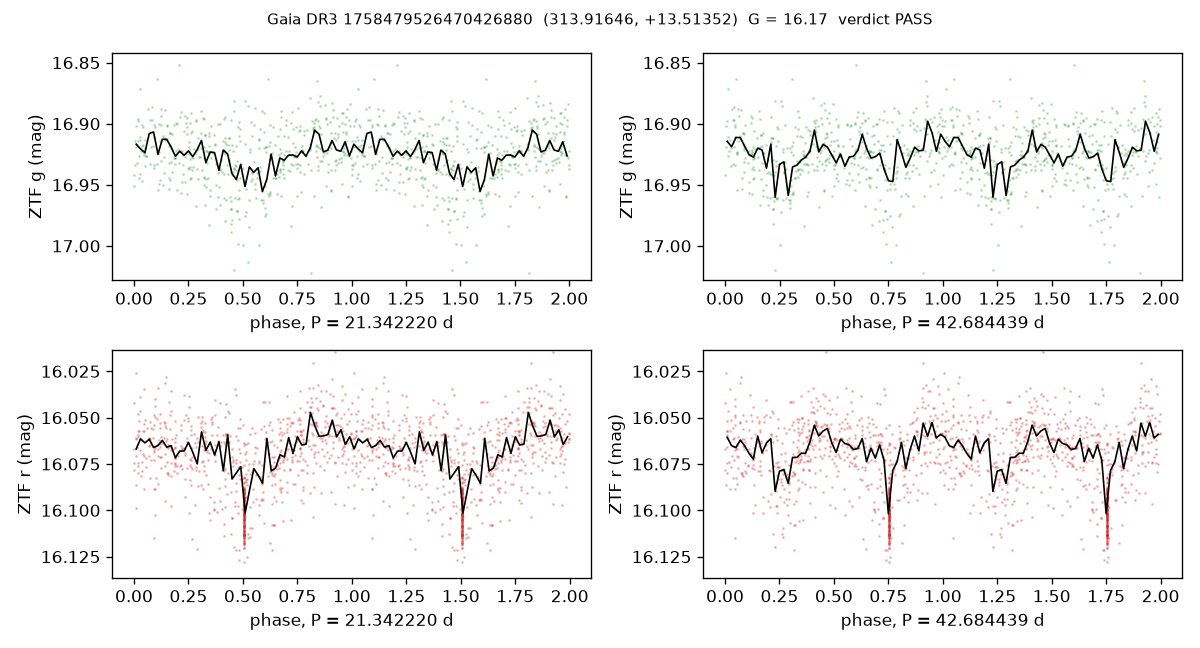 Gaia DR3 1758479526470426880  (313.91646, +13.51352)  G = 16.17  verdict PASS
ZTF g (mag)
16.85
16.90
16.95
17.00
0.00 0.25 0.50 0.75 1.00 1.25 1.50 1.75 2.00
phase, P = 21.342220 d
ZTF g (mag)
16.85
16.90
16.95
17.00
0.00 0.25 0.50 0.75 1.00 1.25 1.50 1.75 2.00
phase, P = 42.684439 d
ZTF r (mag)
16.025
16.050
16.075
16.100
16.125
0.00 0.25 0.50 0.75 1.00 1.25 1.50 1.75 2.00
phase, P = 21.342220 d
ZTF r (mag)
16.025
16.050
16.075
16.100
16.125
0.00 0.25 0.50 0.75 1.00 1.25 1.50 1.75 2.00
phase, P = 42.684439 d